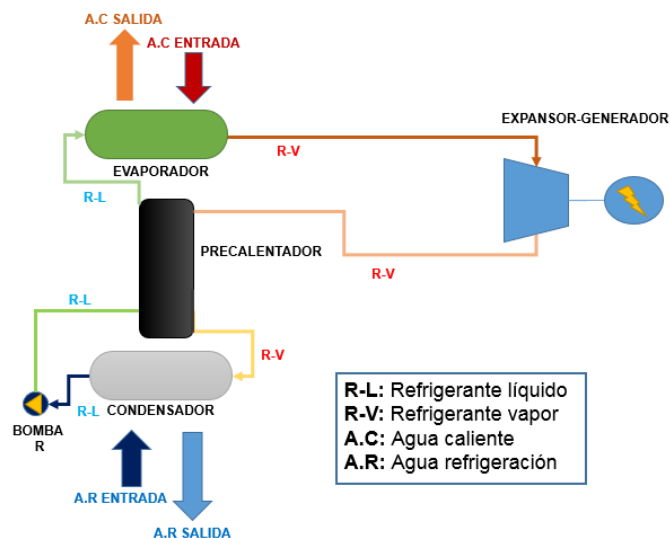 A.C SALIDA
A.C ENTRADA
EXPANSOR-GENERADOR
R-V
EVAPORADOR
R-L
PRECALENTADOR
R-V
R-L
R-V
R-L
CONDENSADOR
BOMBA
R
A.R ENTRADA
A.R SALIDA
R-L: Refrigerante líquido
R-V: Refrigerante vapor
A.C: Agua caliente
A.R: Agua refrigeración